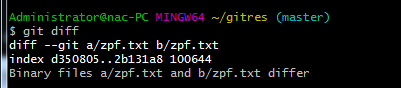 Administrator@nac-PC MINGW64 ~/gitres (master)
$ git diff
diff --git a/zpf.txt b/zpf.txt
index d350805..2b131a8 100644
Binary files a/zpf.txt and b/zpf.txt differ